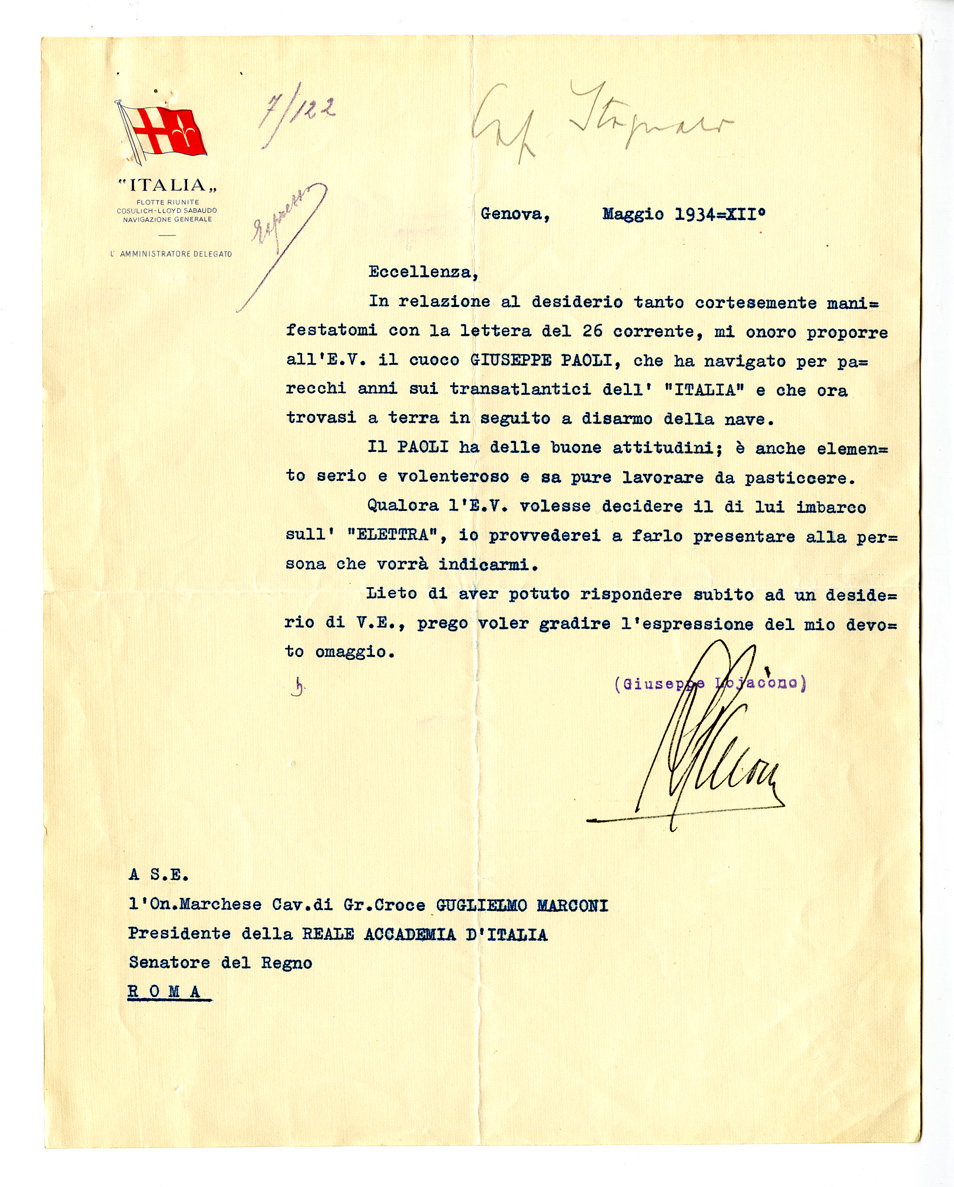 7/122
"ITALIA„
FLOTTE RIUNITE
COSULICH-LLOYD SABAUDO
NAVIGAZIONE GENERALE
L' AMMINISTRATORE DELEGATO
Espresso
Genova, Maggio 1934=XII°
Eccellenza,
In relazione al desiderio tanto cortesemente mani=
festatomi con la lettera del 26 corrente, mi onoro proporre
all'E.V. il cuoco GIUSEPPE PAOLI, che ha navigato per pa=
recchi anni sui transatlantici dell' "ITALIA" e che ora
trovasi a terra in seguito a disarmo della nave.
Il PAOLI ha delle buone attitudini; è anche elemen=
to serio e volenteroso e sa pure lavorare da pasticcere.
Qualora l'E.V. volesse decidere il di lui imbarco
sull' "ELETTRA", io provvederei a farlo presentare alla per=
sona che vorrà indicarmi.
Lieto di aver potuto rispondere subito ad un deside=
rio di V.E., prego voler gradire l'espressione del mio devo=
to omaggio.
(Giuseppe Lojàcono)
A S.E.
l'On.Marchese Cav.di Gr.Croce GUGLIELMO MARCONI
Presidente della REALE ACCADEMIA D'ITALIA
Senatore del Regno
R O M A